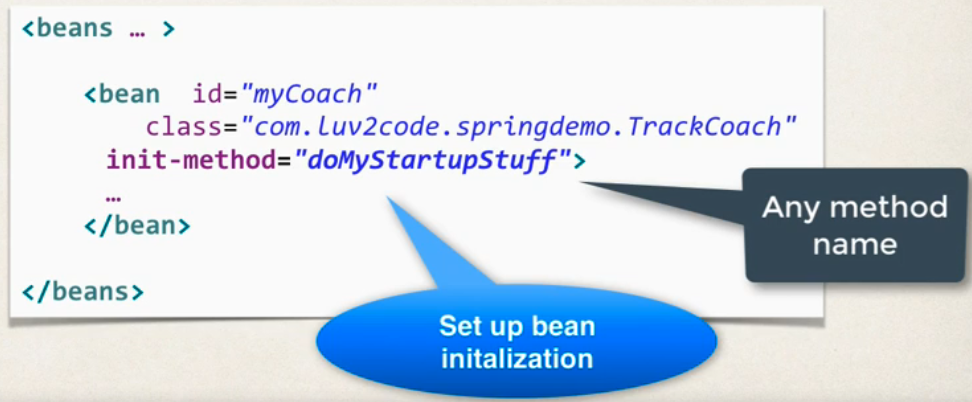 <beans … >
<bean id="myCoach"
class="com.luv2code.springdemo.TrackCoach"
init-method="doMyStartupStuff">
…
</bean>
</beans>
Any method
name
Set up bean
initalization